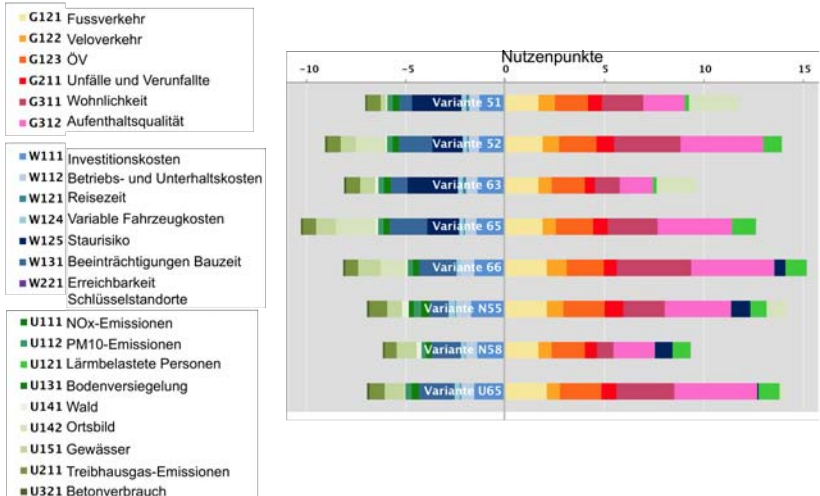 G121 Fussverkehr
G122 Veloverkehr
G123 ÖV
G211 Unfälle und Verunfallte
G311 Wohnlichkeit
G312 Aufenthaltsqualität
W111 Investitionskosten
W112 Betriebs- und Unterhaltskosten
W121 Reisezeit
W124 Variable Fahrzeugkosten
W125 Staurisiko
W131 Beeinträchtigungen Bauzeit
W221 Erreichbarkeit
Schlüsselstandorte
U111 NOx-Emissionen
U112 PM10-Emissionen
U121 Lärmbelastete Personen
U131 Bodenversiegelung
U141 Wald
U142 Ortsbild
U151 Gewässer
U211 Treibhausgas-Emissionen
U321 Betonverbrauch
Nutzenpunkte
-10 -5 0 5 10 15
Variante 51
Variante 52
Variante 63
Variante 65
Variante 66
Variante N55
Variante N58
Variante U65